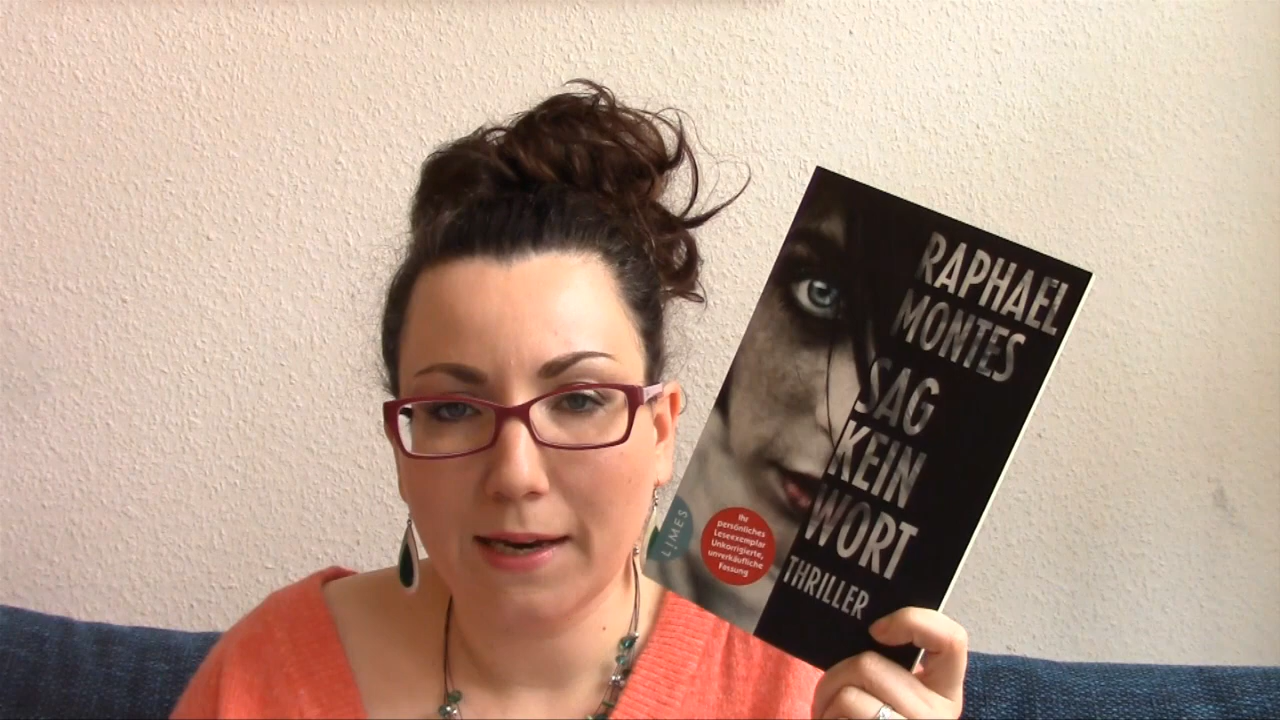 RAPHAEL
MONTES
SAG
KEIN
WORT
THRILLER
LIMES
Ihr
persönliches
Leseexemplar
Unkorrigierte,
unverkäufliche
Fassung